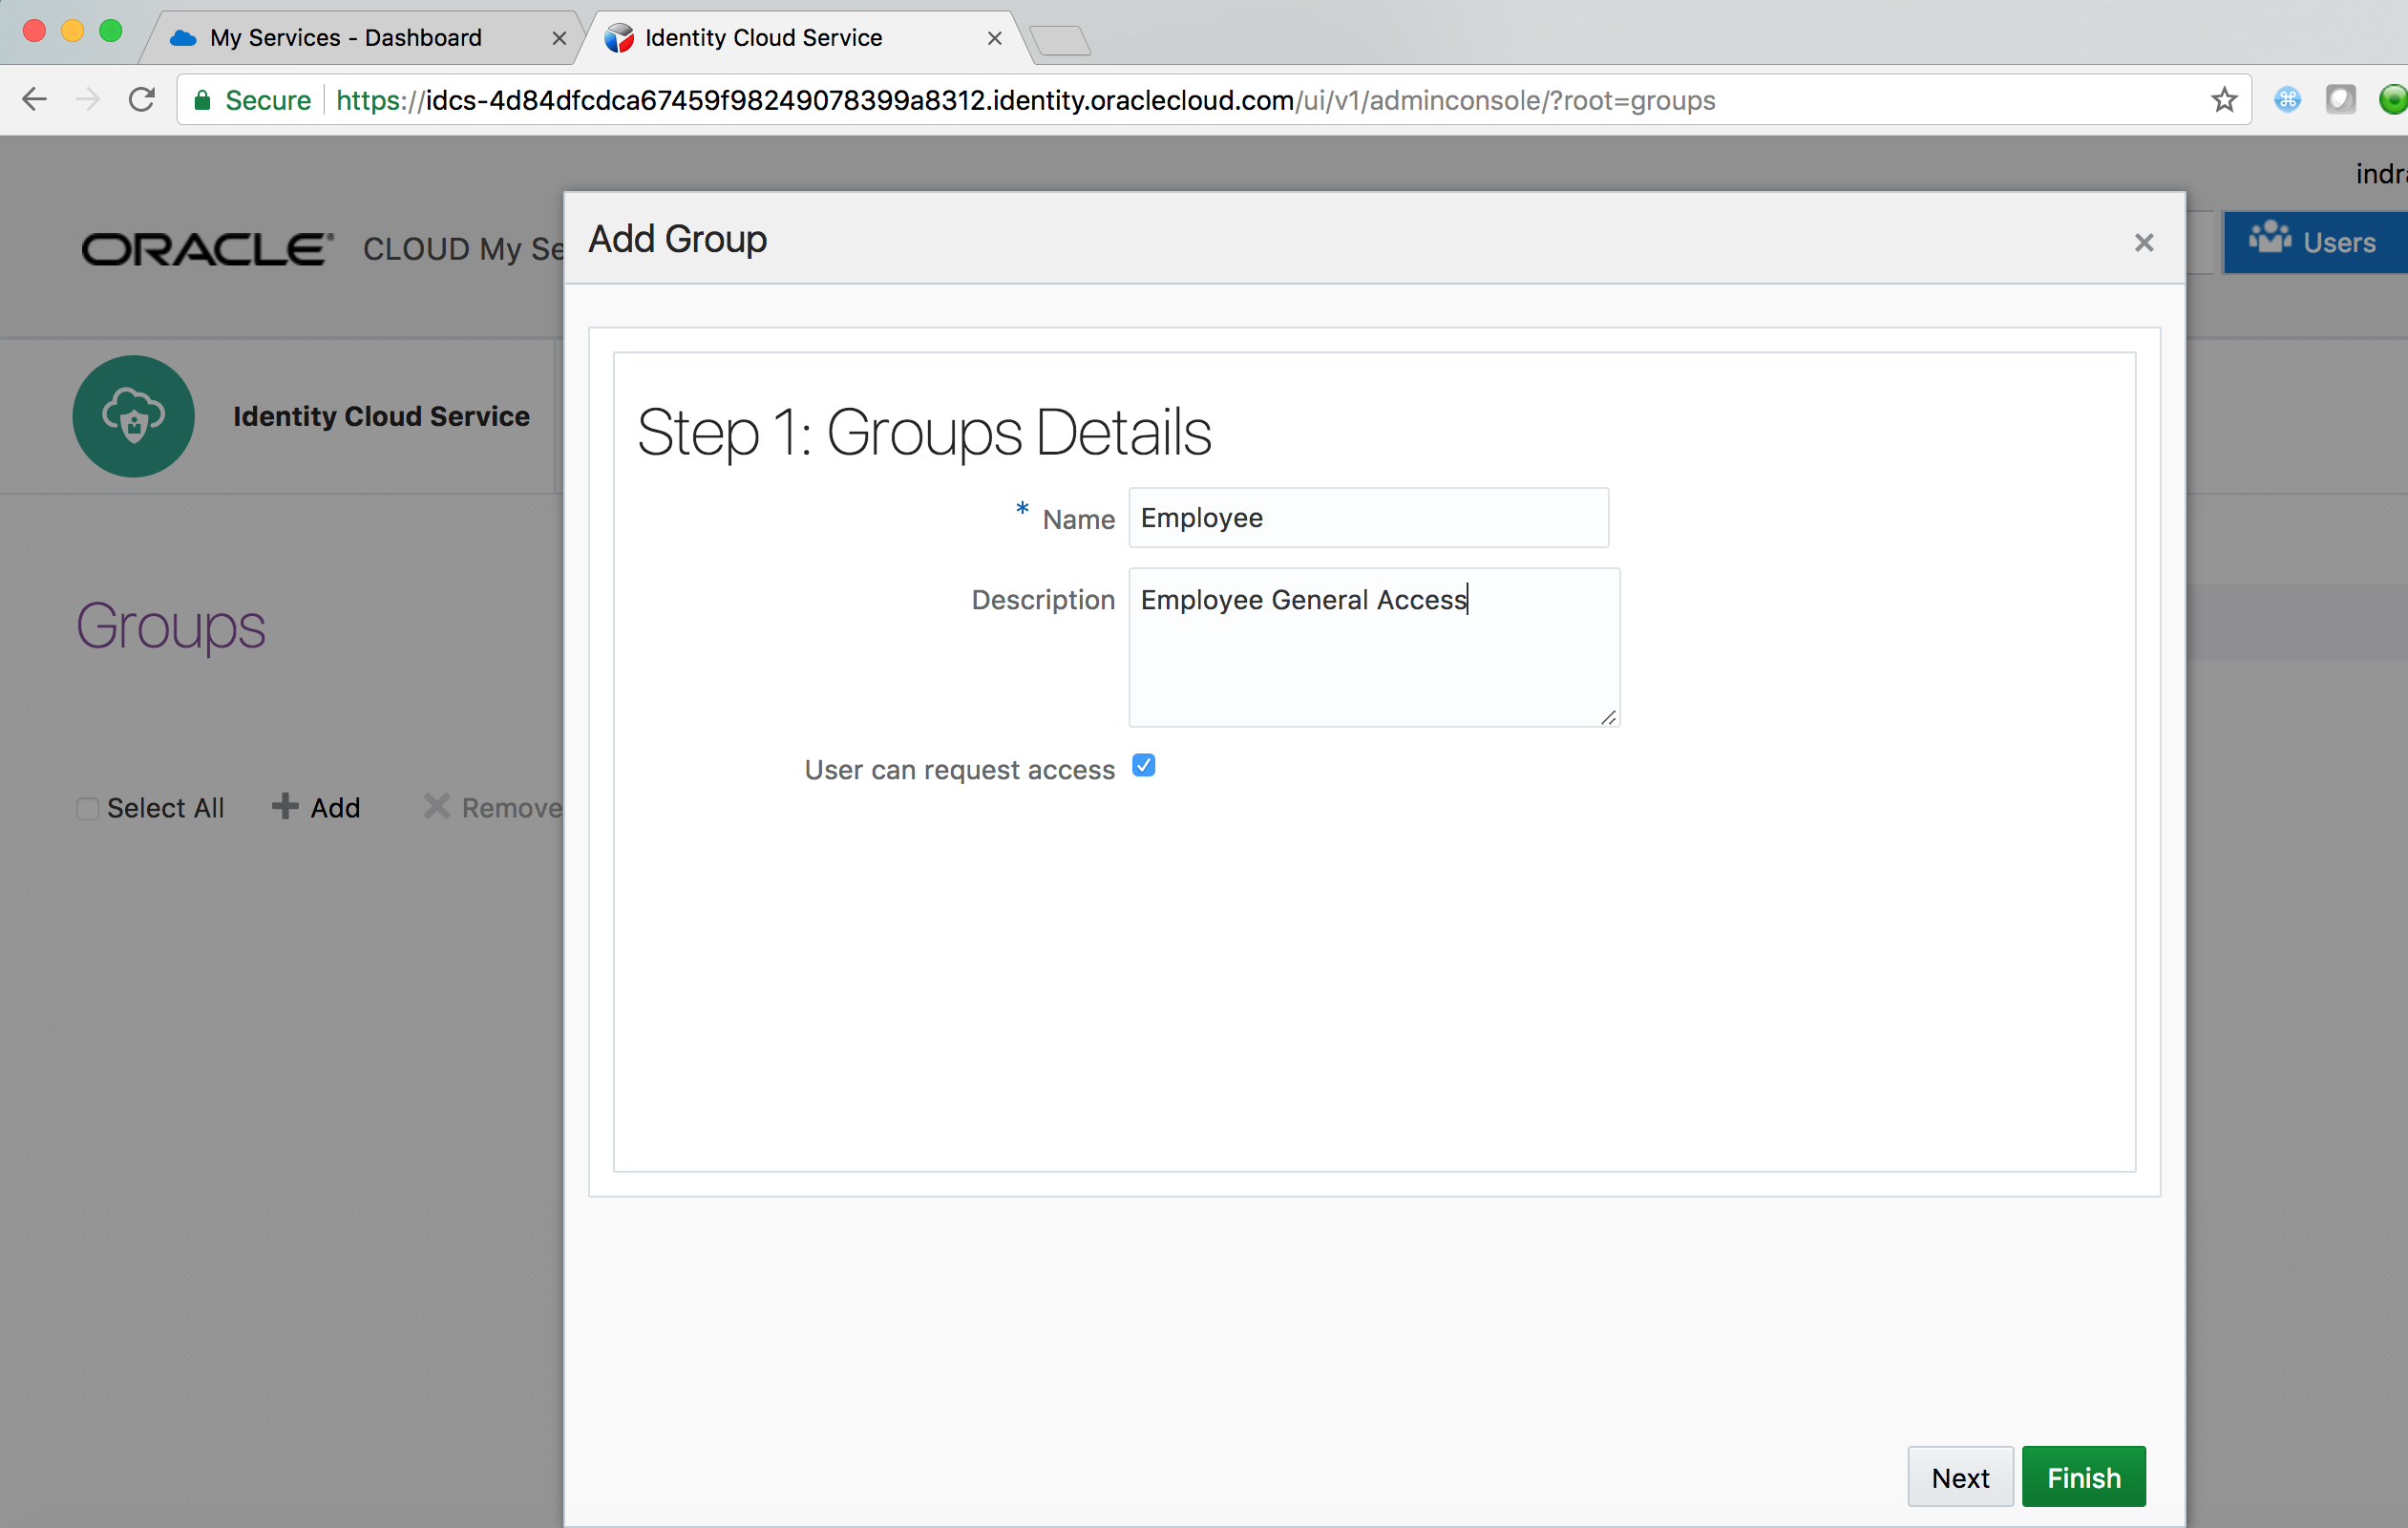 My Services - Dashboard
Identity Cloud Service
Secure
https://idcs-4d84dfcdca67459f98249078399a8312.identity.oraclecloud.com/ui/v1/adminconsole/?root=groups
ORACLE® CLOUD My Se
Users
Identity Cloud Service
Groups
Select All
Add
Remove
Add Group
Step 1: Groups Details
* Name Employee
Description Employee General Access
User can request access
Next Finish